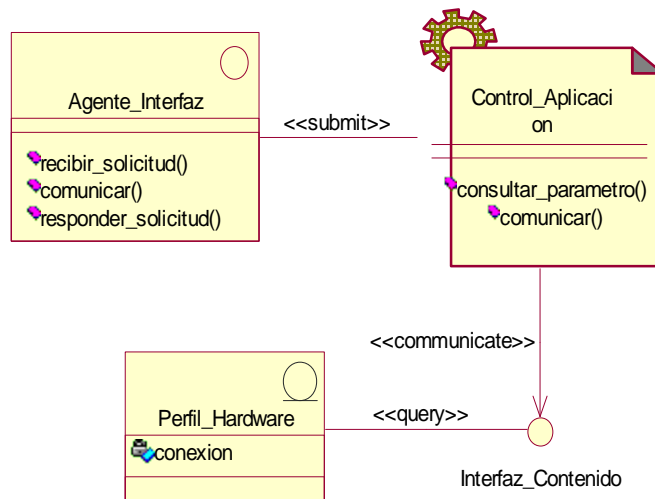 Agente_Interfaz
recibir_solicitud()
comunicar()
responder_solicitud()
<<submit>>
Control_Aplicaci
on
consultar_parametro()
comunicar()
<<communicate>>
Perfil_Hardware
conexion
<<query>>
Interfaz_Contenido